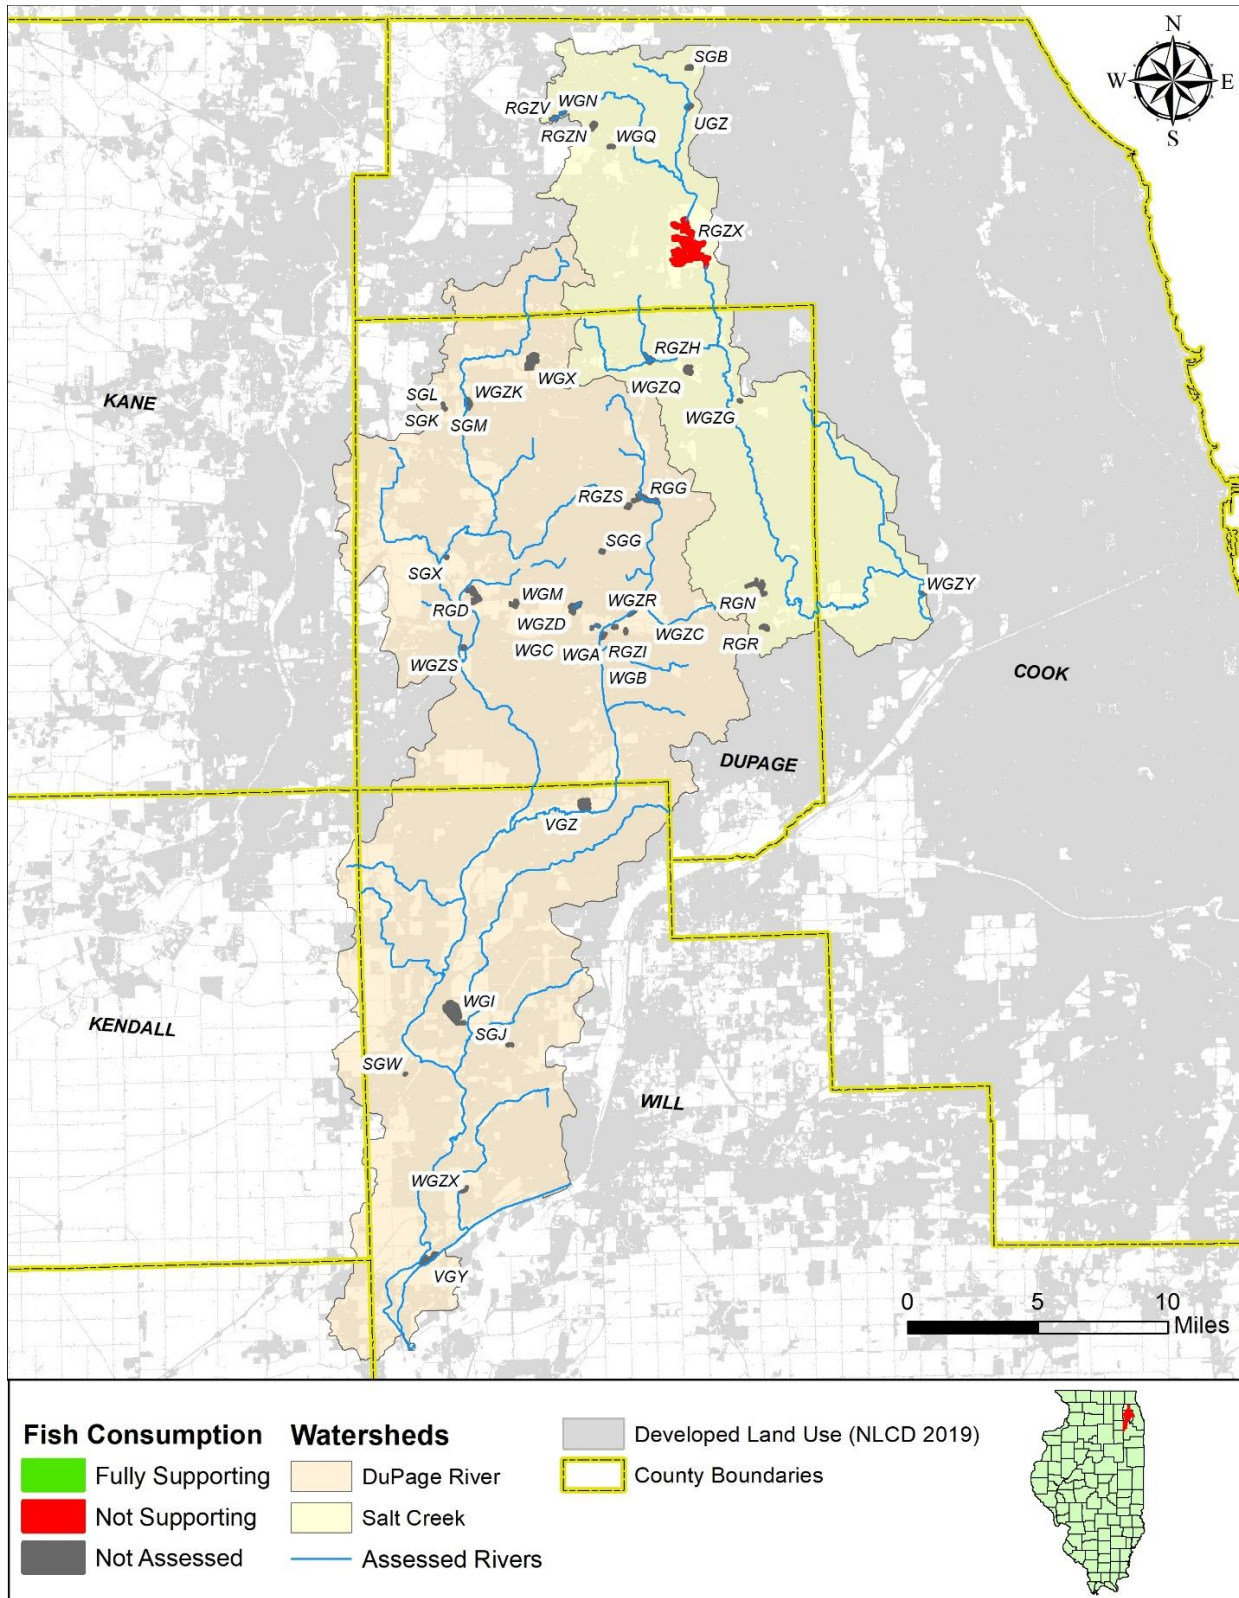 N
W
E
S
SGB
RGZV
WGN
UGZ
RGZN
WGQ
RGZX
RGZH
WGX
WGZQ
KANE
SGL
WGZK
SGK
SGM
WGZG
RGZS
RGG
SGG
SGX
WGZY
RGD
WGM
WGZR
RGN
WGZD
WGZC
WGC
WGA
RGZI
RGR
WGZS
WGB
COOK
DUPAGE
VGZ
WGI
KENDALL
SGJ
SGW
WILL
WGZX
VGY
0 5 10
Miles
Fish Consumption
Fully Supporting
Not Supporting
Not Assessed
Watersheds
DuPage River
Salt Creek
Assessed Rivers
Developed Land Use (NLCD 2019)
County Boundaries